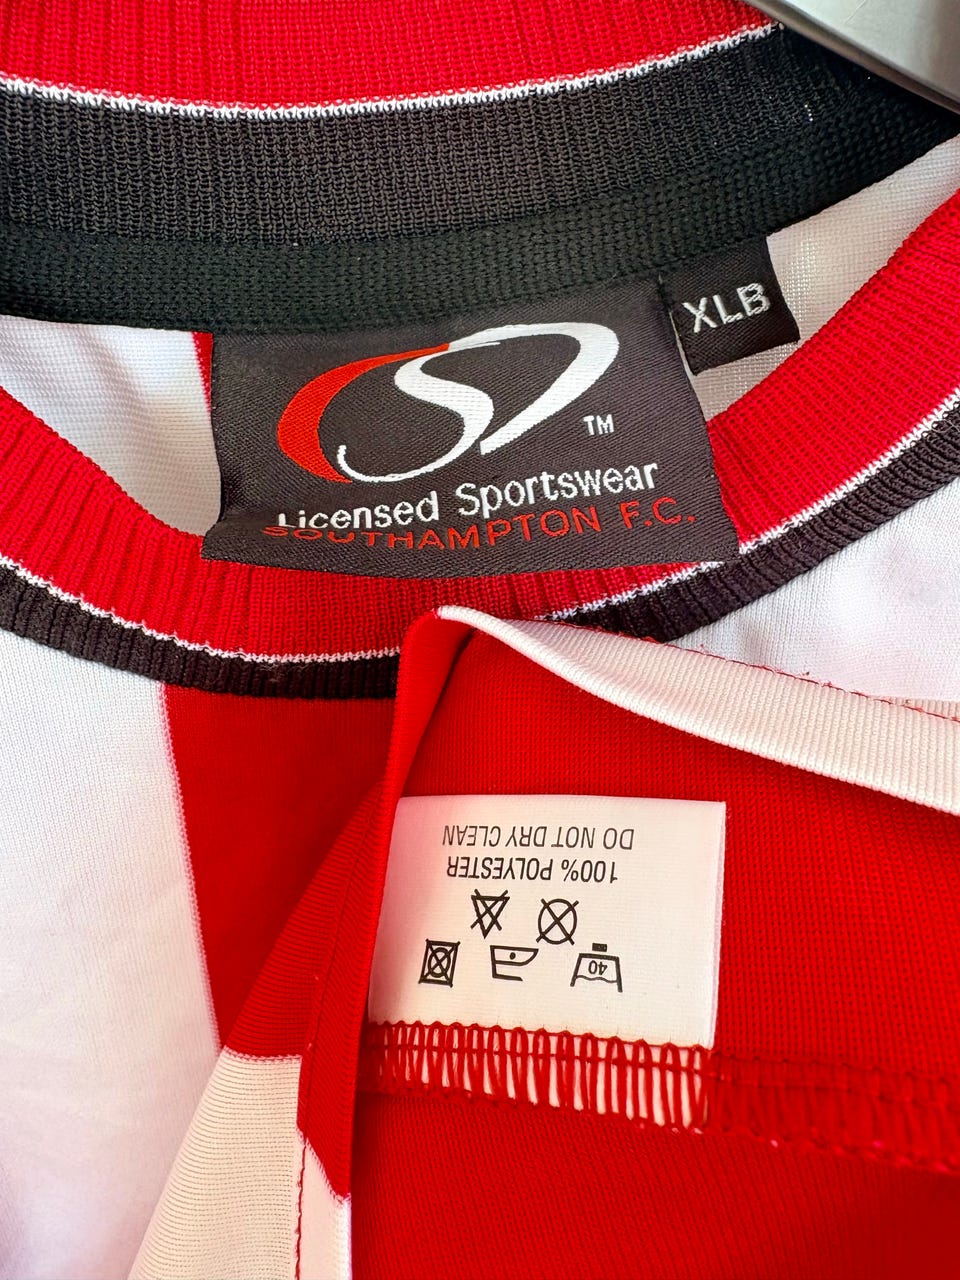 XLB
TM
Licensed Sportswear
SOUTHAMPTON F.C.
40
100% POLYESTER
DO NOT DRY CLEAN